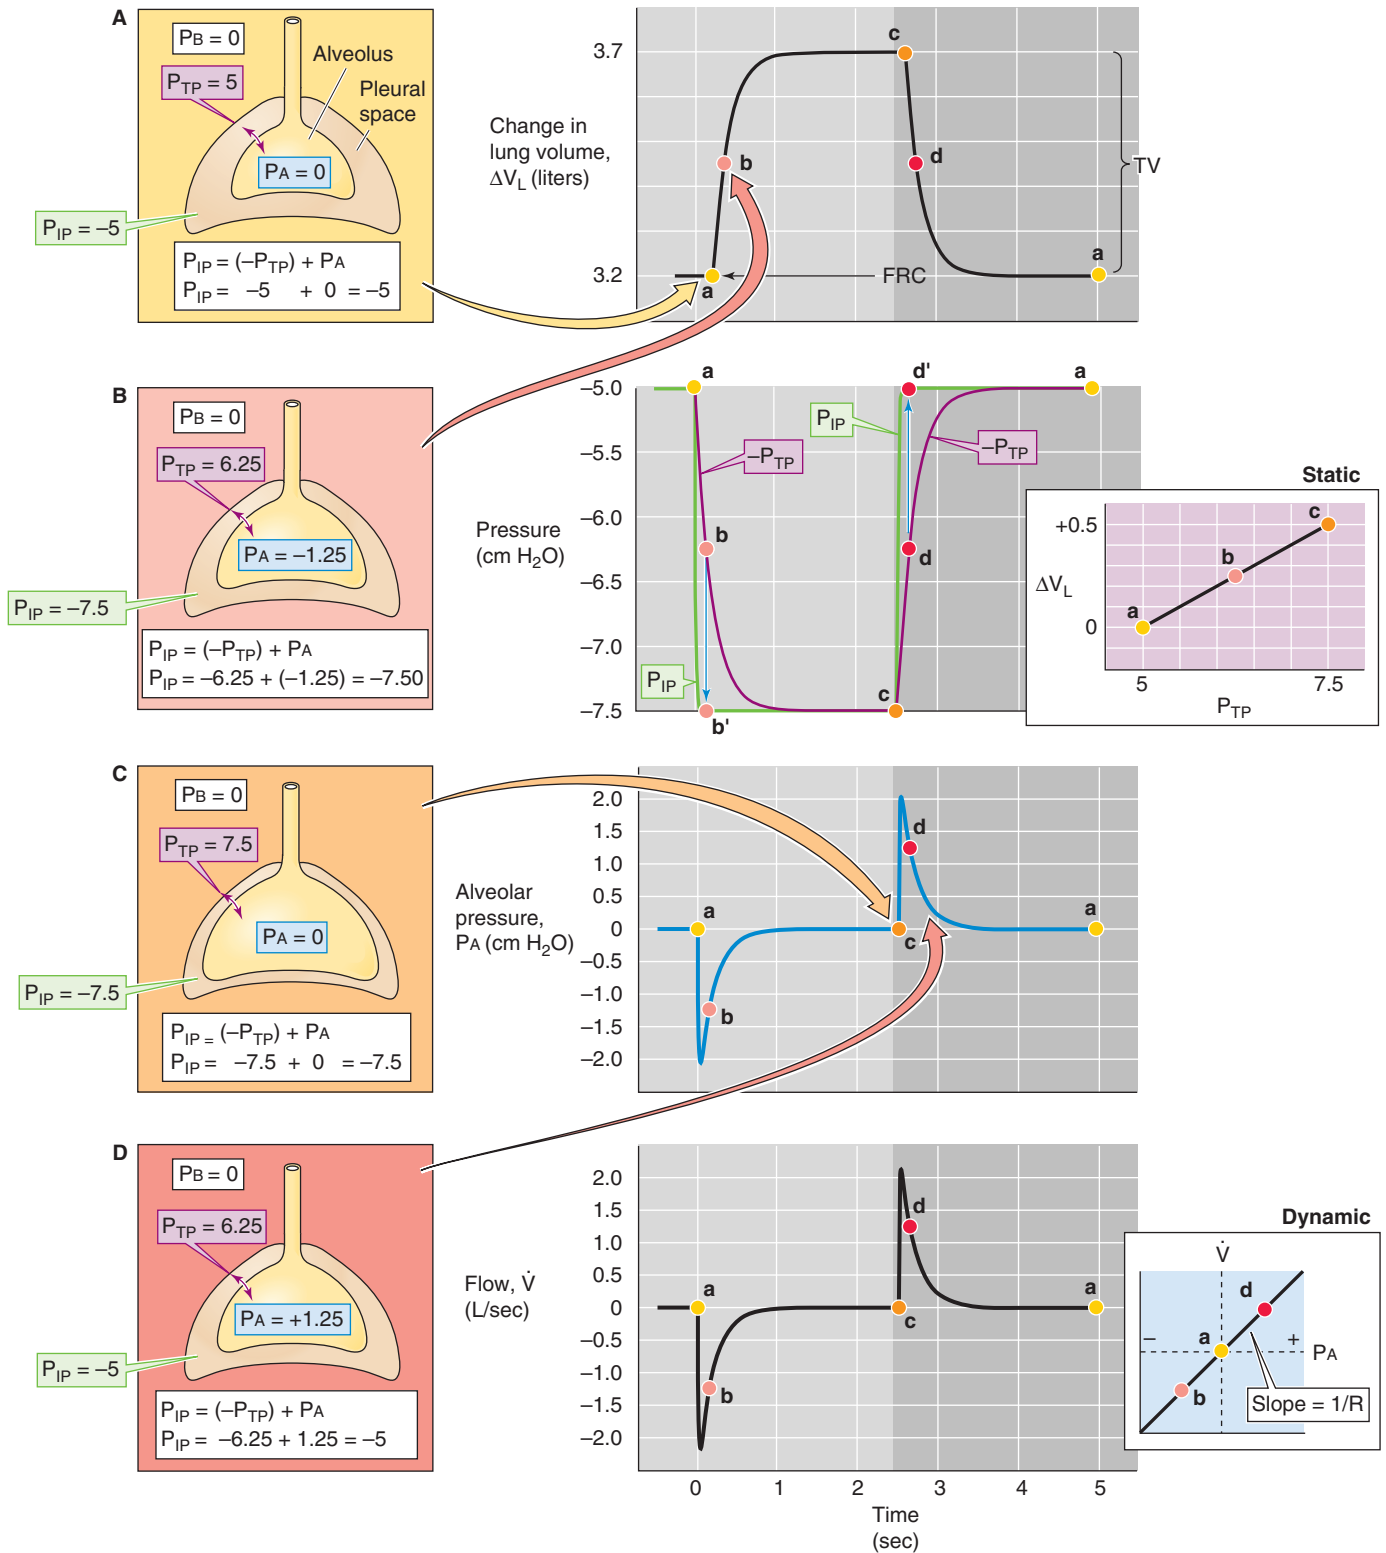 A
PB = 0
PTP = 5
Alveolus
Pleural
space
PA = 0
PIP = –5
PIP = (–PTP) + PA
PIP = –5 + 0 = –5
Change in
lung volume,
ΔVL (liters)
3.7
3.2
a
b
c
d
a
FRC
TV
B
PB = 0
PTP = 6.25
PA = –1.25
PIP = –7.5
PIP = (–PTP) + PA
PIP = –6.25 + (–1.25) = –7.50
Pressure
(cm H2O)
–5.0
–5.5
–6.0
–6.5
–7.0
–7.5
a
–PTP
b
PIP
b'
c
PIP
d'
d
–PTP
a
Static
+0.5
ΔVL
0
a
b
c
5
7.5
PTP
C
PB = 0
PTP = 7.5
PA = 0
PIP = –7.5
PIP = (–PTP) + PA
PIP = –7.5 + 0 = –7.5
Alveolar
pressure,
PA (cm H2O)
2.0
1.5
1.0
0.5
0
–0.5
–1.0
–1.5
–2.0
a
b
c
d
a
D
PB = 0
PTP = 6.25
PA = +1.25
PIP = –5
PIP = (–PTP) + PA
PIP = –6.25 + 1.25 = –5
Flow, V̇
(L/sec)
2.0
1.5
1.0
0.5
0
–0.5
–1.0
–1.5
–2.0
a
b
c
d
a
0 1 2 3 4 5
Time
(sec)
Dynamic
V̇
d
a
– + PA
b
Slope = 1/R